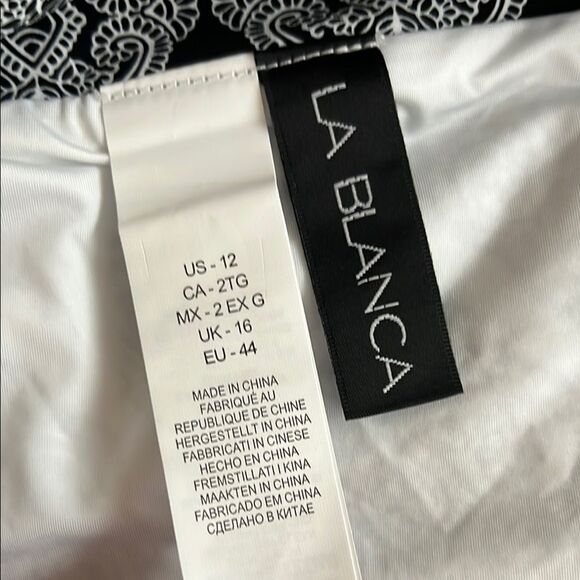 US - 12
CA - 2TG
MX - 2 EX G
UK - 16
EU - 44
MADE IN CHINA
FABRIQUÉ AU
REPUBLIQUE DE CHINE
HERGESTELLT IN CHINA
FABBRICATI IN CINESE
HECHO EN CHINA
FREMSTILLATI I KINA
MAAKTEN IN CHINA
FABRICADO EM CHINA
СДЕЛАНО В КИТАЕ
LA BLANCA